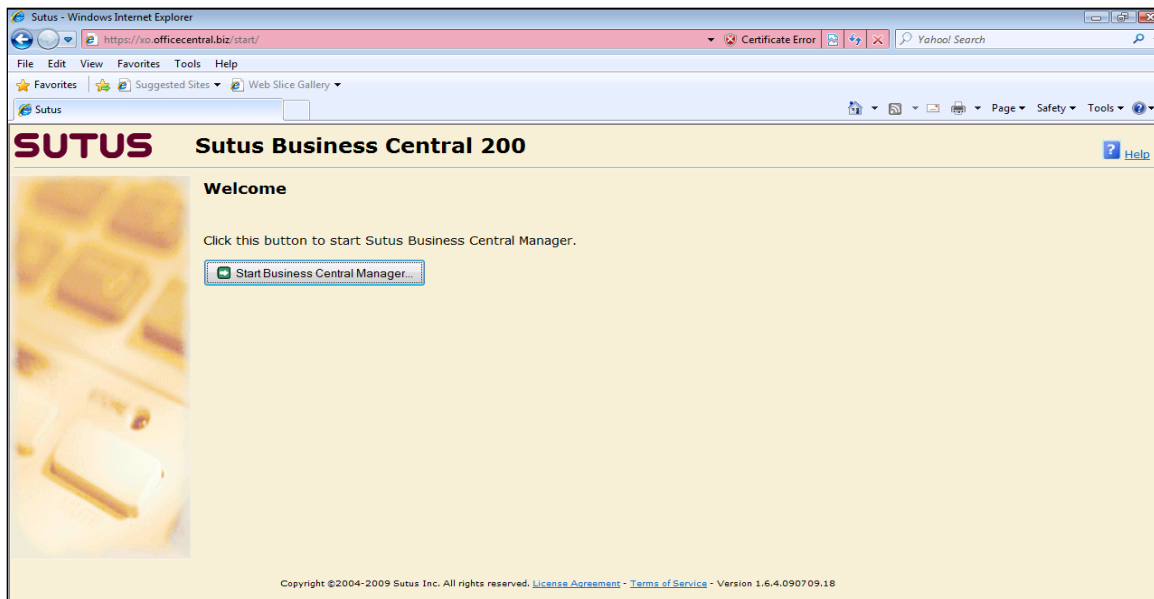 Sutus - Windows Internet Explorer
https://xo.officecentral.biz/start/ Certificate Error Yahoo! Search
File Edit View Favorites Tools Help
Favorites Suggested Sites Web Slice Gallery
Sutus Page Safety Tools
SUTUS Sutus Business Central 200 Help
Welcome
Click this button to start Sutus Business Central Manager.
Start Business Central Manager...
Copyright ©2004-2009 Sutus Inc. All rights reserved. License Agreement - Terms of Service - Version 1.6.4.090709.18